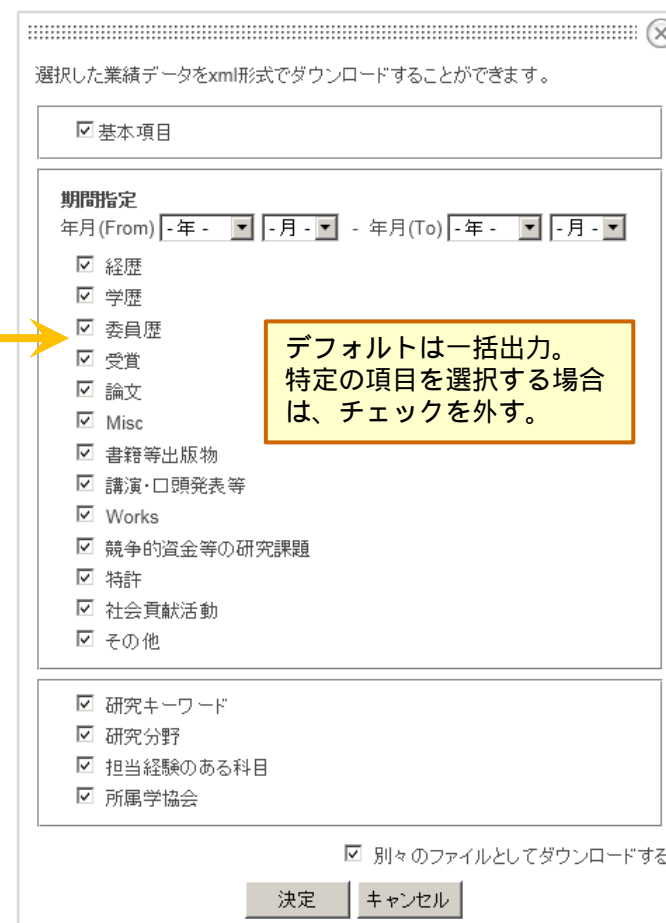 選択した業績データをxml形式でダウンロードすることができます。
基本項目
期間指定
年月(From) -年- -月- - 年月(To) -年- -月-
経歴
学歴
委員歴
受賞
論文
Misc
書籍等出版物
講演・口頭発表等
Works
競争的資金等の研究課題
特許
社会貢献活動
その他
デフォルトは一括出力。
特定の項目を選択する場合
は、チェックを外す。
研究キーワード
研究分野
担当経験のある科目
所属学協会
別々のファイルとしてダウンロードする
決定 キャンセル